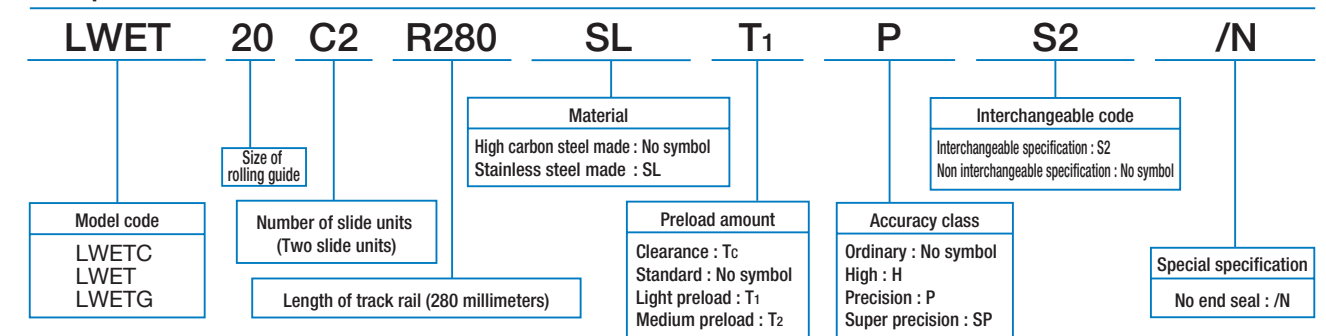 LWET 20 C2 R280 SL T1 P S2 /N
Material
High carbon steel made : No symbol
Stainless steel made : SL
Interchangeable code
Interchangeable specification : S2
Non interchangeable specification : No symbol
Size of
rolling guide
Model code
LWETC
LWET
LWETG
Number of slide units
(Two slide units)
Length of track rail (280 millimeters)
Preload amount
Clearance : Tc
Standard : No symbol
Light preload : T1
Medium preload : T2
Accuracy class
Ordinary : No symbol
High : H
Precision : P
Super precision : SP
Special specification
No end seal : /N